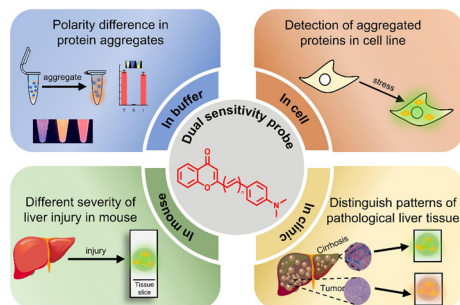 Polarity difference in
protein aggregates
aggregate
In buffer
Detection of aggregated
proteins in cell line
stress
In cell
Dual sensitivity probe
O
O
n
N
In mouse
Different severity of
liver injury in mouse
injury
Tissue
slice
In clinic
Distinguish patterns of
pathological liver tissue
Cirrhosis
Tumor